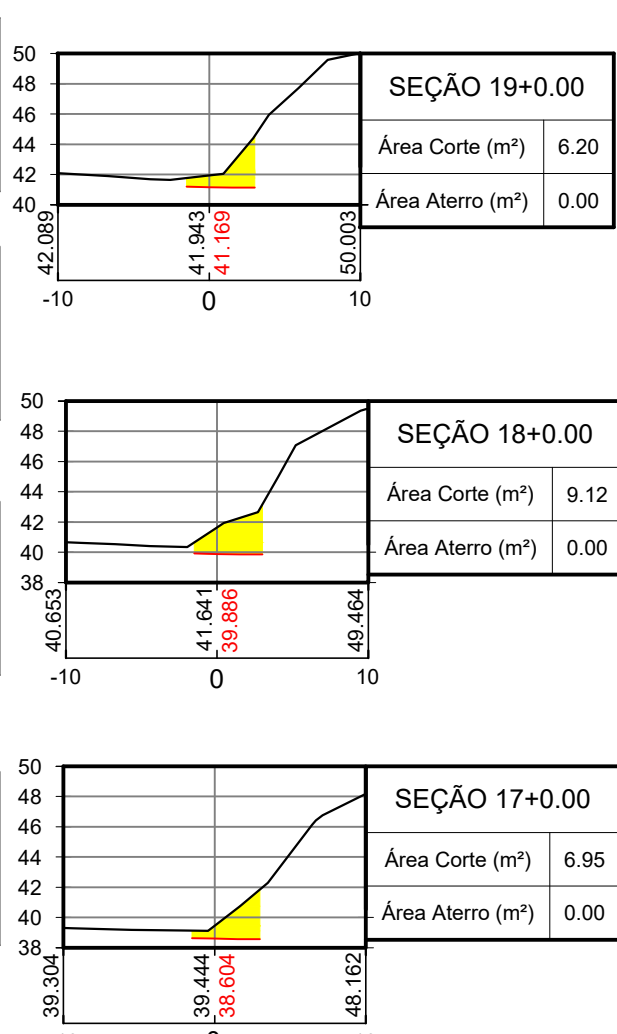 50
48
46
44
42
40
SEÇÃO 19+0.00
Área Corte (m²) 6.20
Área Aterro (m²) 0.00
42.089
41.943
41.169
50.003
-10 0 10
50
48
46
44
42
40
38
SEÇÃO 18+0.00
Área Corte (m²) 9.12
Área Aterro (m²) 0.00
40.653
41.641
39.886
49.464
-10 0 10
50
48
46
44
42
40
38
SEÇÃO 17+0.00
Área Corte (m²) 6.95
Área Aterro (m²) 0.00
39.304
39.444
38.604
48.162